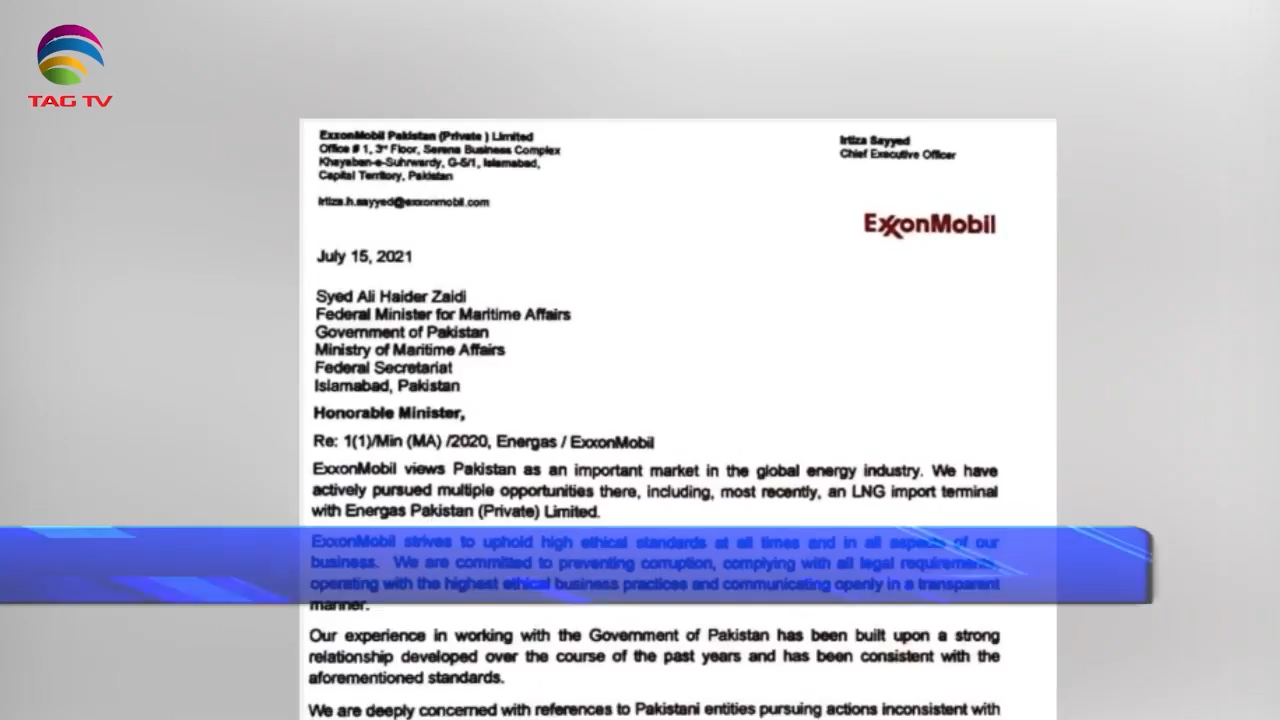 TAG TV
ExxonMobil Pakistan (Private ) Limited
Office # 1, 3rd Floor, Serena Business Complex
Khayaban-e-Suhrwardy, G-5/1, Islamabad,
Capital Territory, Pakistan
irtiza.h.sayyed@exxonmobil.com
Irtiza Sayyed
Chief Executive Officer
ExxonMobil
July 15, 2021
Syed Ali Haider Zaidi
Federal Minister for Maritime Affairs
Government of Pakistan
Ministry of Maritime Affairs
Federal Secretariat
Islamabad, Pakistan
Honorable Minister,
Re: 1(1)/Min (MA) /2020, Energas / ExxonMobil
ExxonMobil views Pakistan as an important market in the global energy industry. We have
actively pursued multiple opportunities there, including, most recently, an LNG import terminal
with Energas Pakistan (Private) Limited.
ExxonMobil strives to uphold high ethical standards at all times and in all aspects of our
business. We are committed to preventing corruption, complying with all legal requirements,
operating with the highest ethical business practices and communicating openly in a transparent
manner.
Our experience in working with the Government of Pakistan has been built upon a strong
relationship developed over the course of the past years and has been consistent with the
aforementioned standards.
We are deeply concerned with references to Pakistani entities pursuing actions inconsistent with